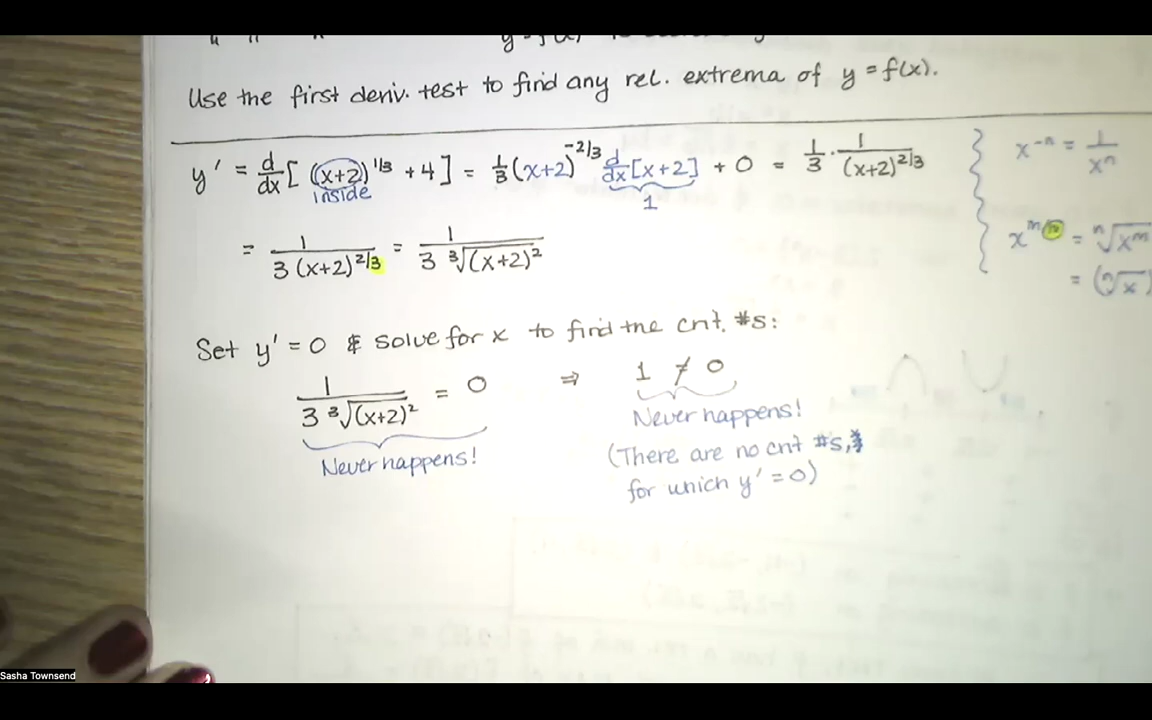 y = f(x)
Use the first deriv. test to find any rel. extrema of y = f(x).
y' = d/dx [ (x+2)^1/3 + 4 ] = 1/3 (x+2)^-2/3 d/dx [x+2] + 0 = 1/3 · 1/(x+2)^2/3
inside
1
x^-n = 1/x^n
= 1/(3 (x+2)^2/3) = 1/(3 ∛(x+2)²)
x^m/n = ⁿ√x^m
= (ⁿ√x)
Set y' = 0 & solve for x to find the crit. #s:
1/(3 ∛(x+2)²) = 0 ⇒ 1 ≠ 0
Never happens!
Never happens!
(There are no crit #s,
for which y' = 0)
Sasha Townsend